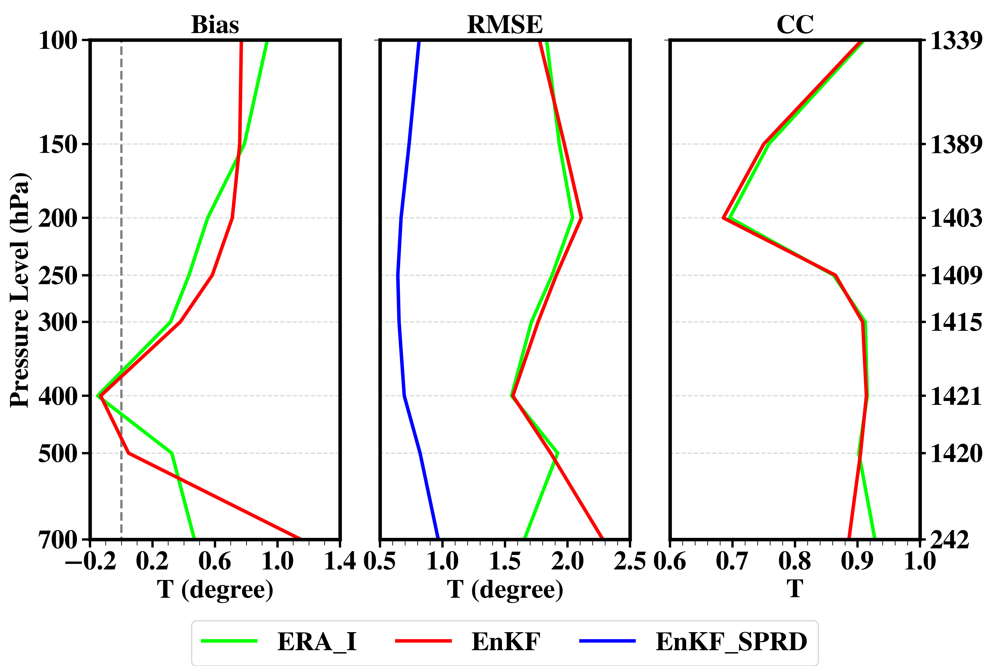 Bias RMSE CC
100 1339
150 1389
200 1403
250 1409
300 1415
400 1421
500 1420
700 242
Pressure Level (hPa)
−0.2 0.2 0.6 1.0 1.4 0.5 1.0 1.5 2.0 2.5 0.6 0.7 0.8 0.9 1.0
T (degree) T (degree) T
ERA_I EnKF EnKF_SPRD